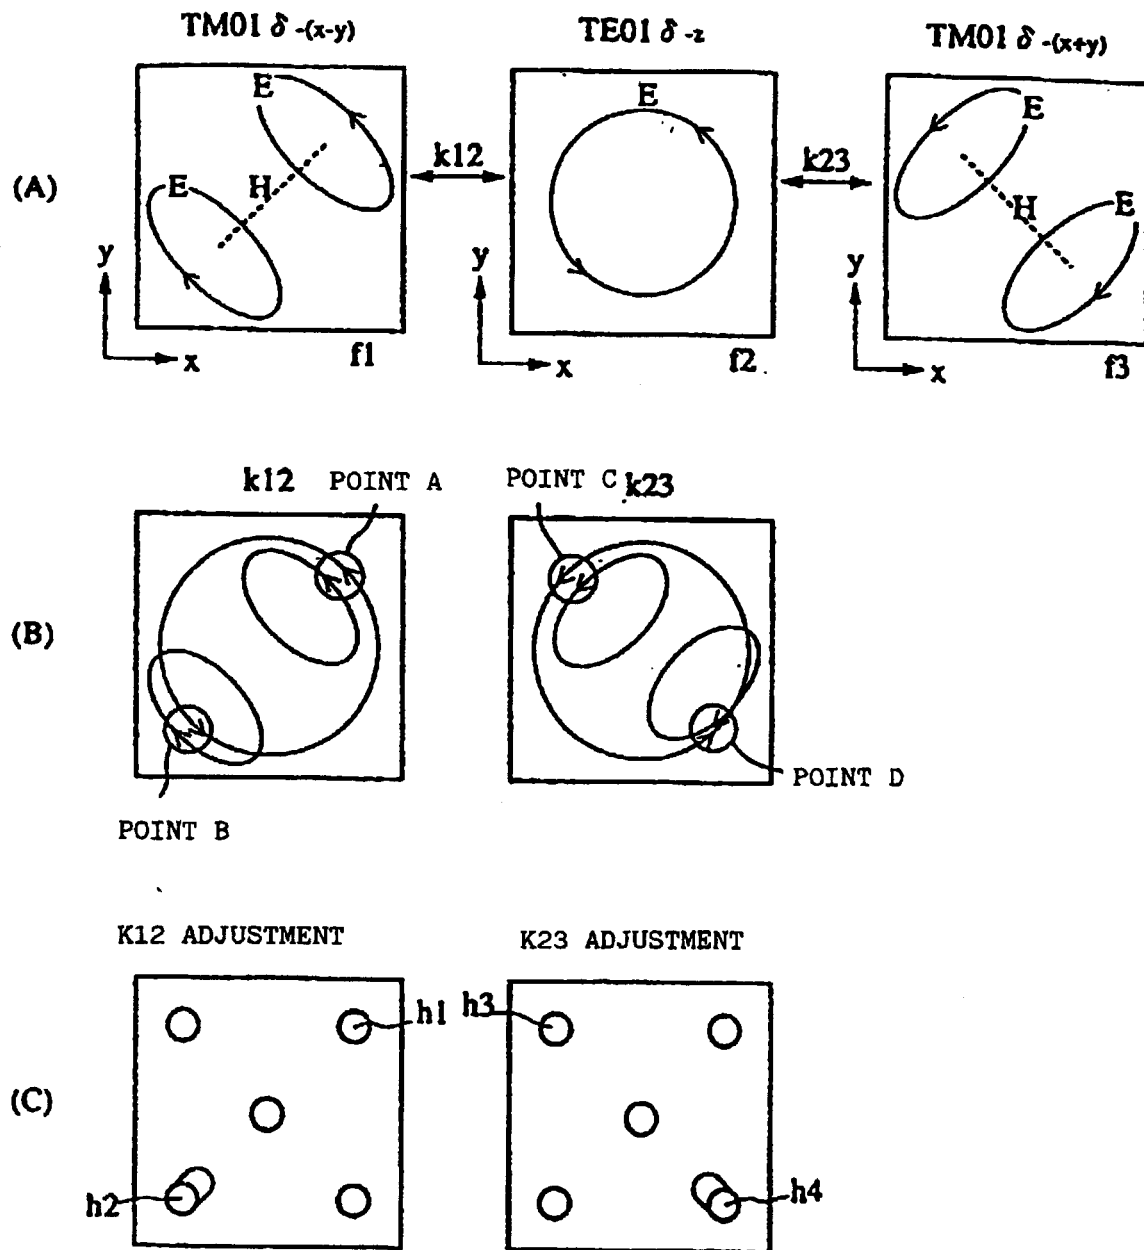 TM01 δ -(x-y)
TE01 δ -z
TM01 δ -(x+y)
(A)
E
E
H
y
x
f1
k12
E
y
x
f2
k23
E
E
H
y
x
f3
(B)
k12
POINT A
POINT B
POINT C
k23
POINT D
(C)
K12 ADJUSTMENT
h1
h2
K23 ADJUSTMENT
h3
h4